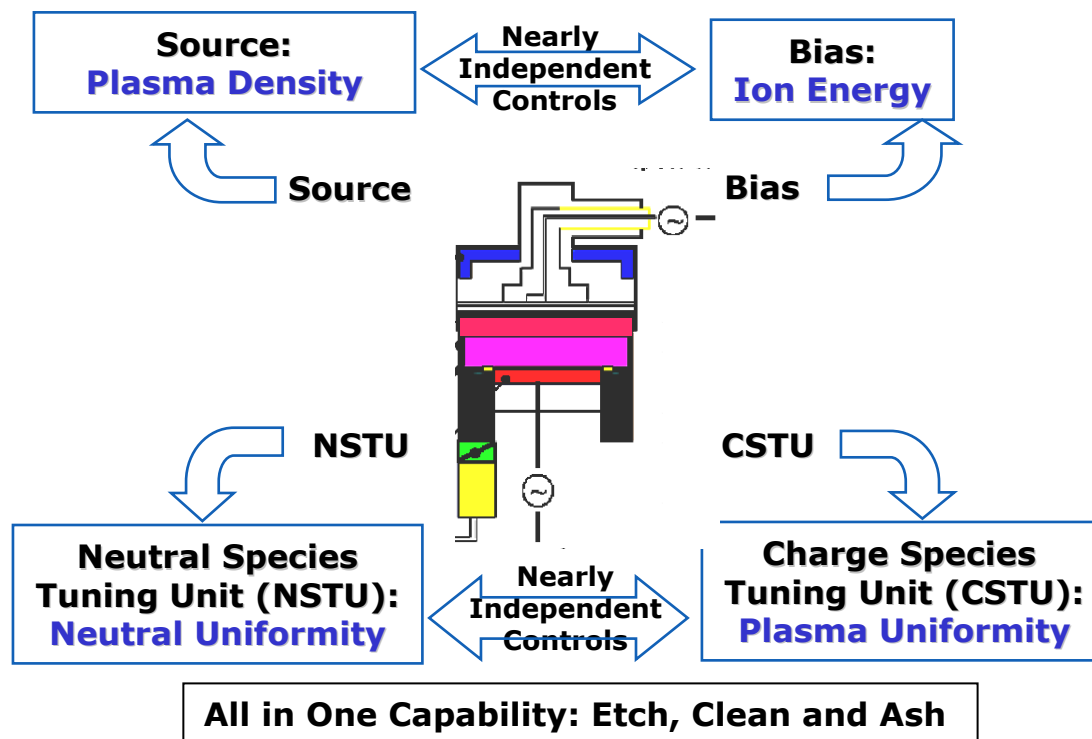 Source:
Plasma Density
Nearly
Independent
Controls
Bias:
Ion Energy
Source
Bias
~
~
NSTU
CSTU
Neutral Species
Tuning Unit (NSTU):
Neutral Uniformity
Nearly
Independent
Controls
Charge Species
Tuning Unit (CSTU):
Plasma Uniformity
All in One Capability: Etch, Clean and Ash